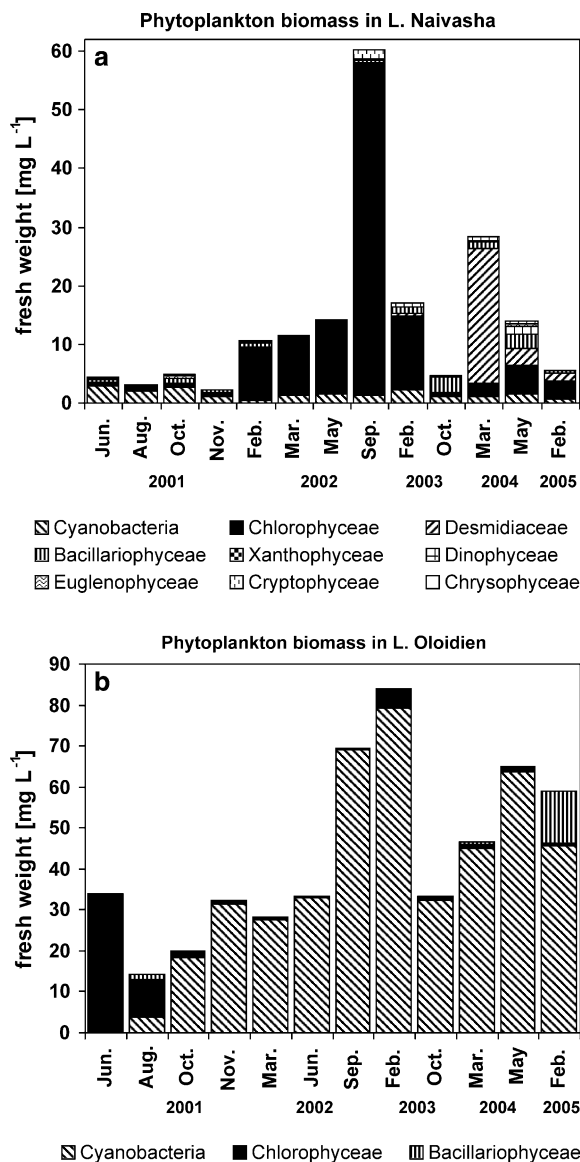 Phytoplankton biomass in L. Naivasha
a
fresh weight [mg L-1]
60
50
40
30
20
10
0
Jun. Aug. Oct. Nov. Feb. Mar. May Sep. Feb. Oct. Mar. May Feb.
2001 2002 2003 2004 2005
Cyanobacteria Chlorophyceae Desmidiaceae
Bacillariophyceae Xanthophyceae Dinophyceae
Euglenophyceae Cryptophyceae Chrysophyceae
Phytoplankton biomass in L. Oloidien
b
fresh weight [mg L-1]
90
80
70
60
50
40
30
20
10
0
Jun. Aug. Oct. Nov. Mar. Jun. Sep. Feb. Oct. Mar. May Feb.
2001 2002 2003 2004 2005
Cyanobacteria Chlorophyceae Bacillariophyceae